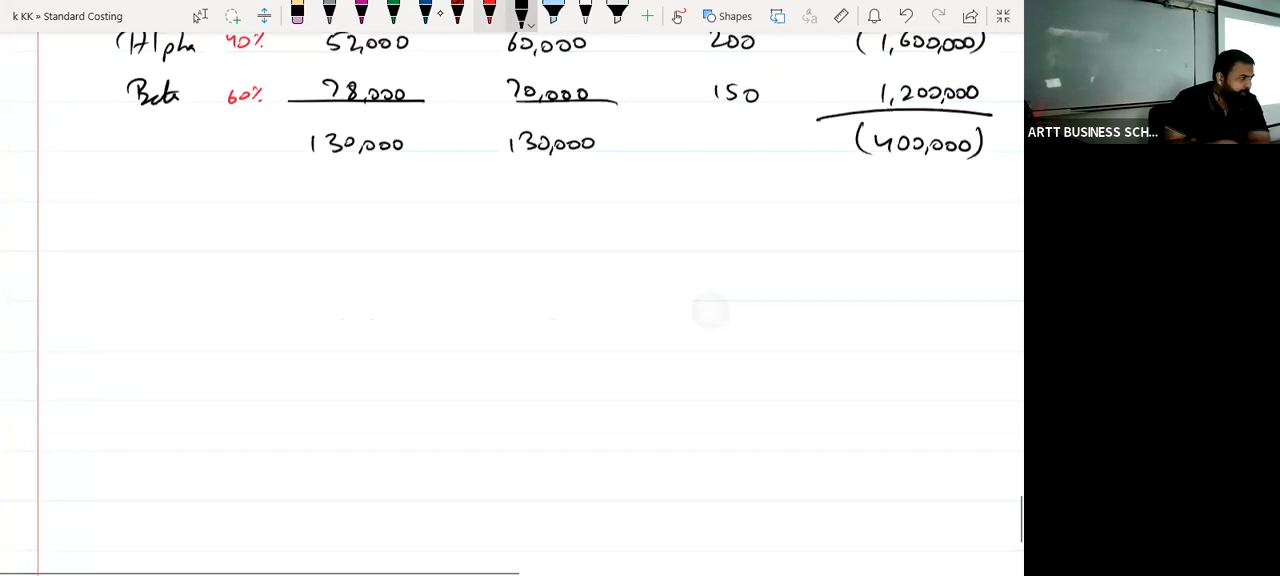 k KK » Standard Costing
Shapes
Alpha 40% 52,000 60,000 200 (1,600,000)
Beta 60% 78,000 70,000 150 1,200,000
130,000 130,000 (400,000)
ARTT BUSINESS SCH...